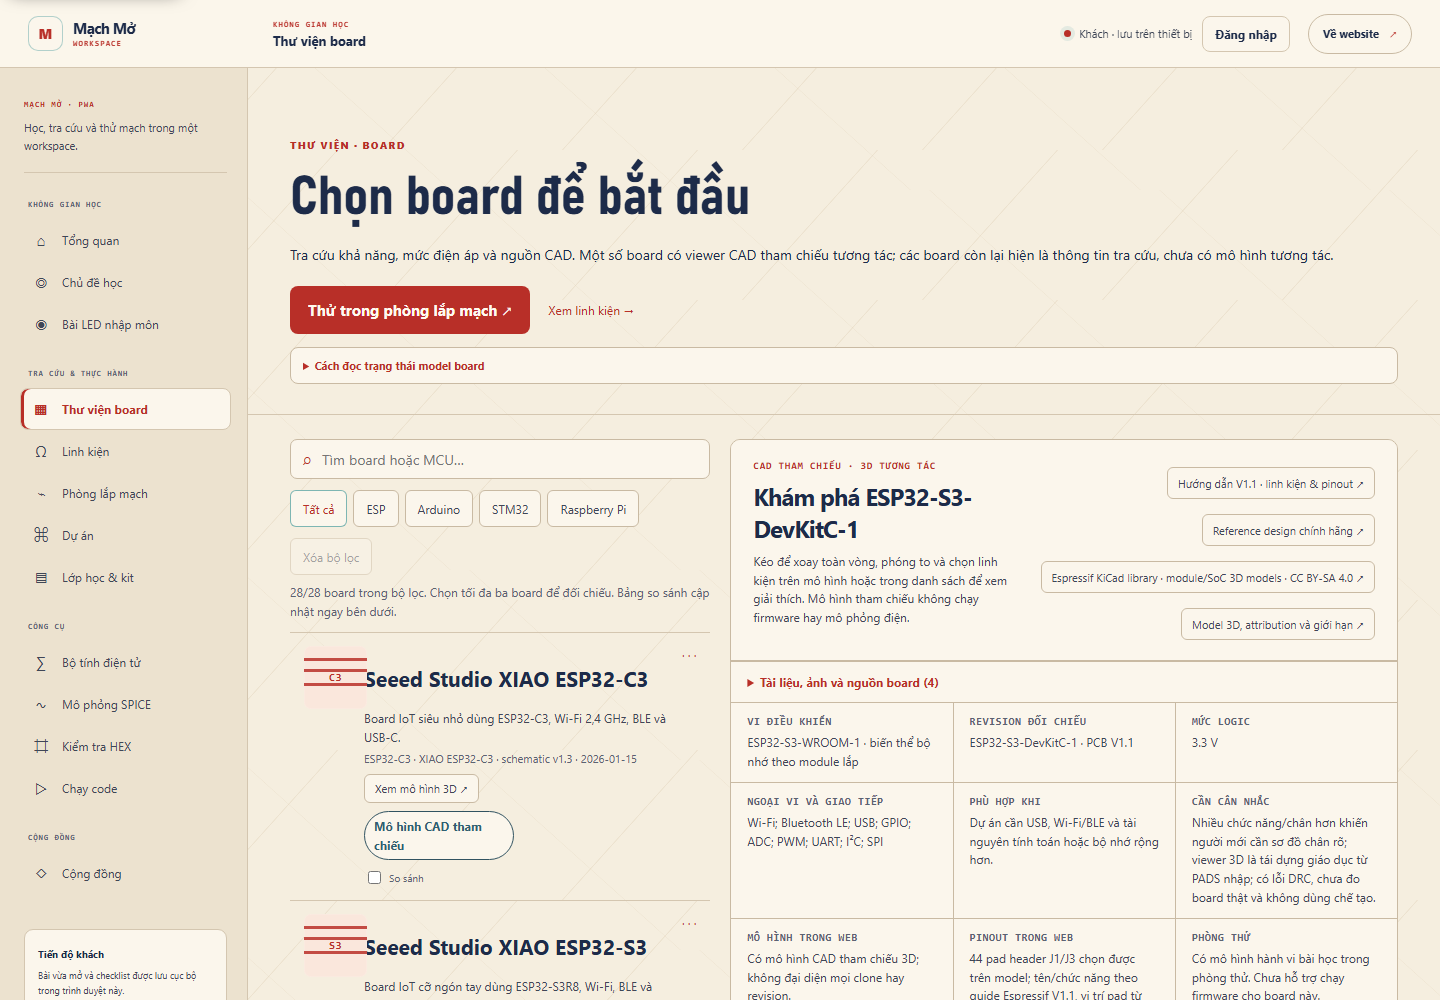 M
Mạch Mở
WORKSPACE
KHÔNG GIAN HỌC
Thư viện board
Khách · lưu trên thiết bị
Đăng nhập
Về website ↗
MẠCH MỞ · PWA
Học, tra cứu và thử mạch trong một
workspace.
KHÔNG GIAN HỌC
Tổng quan
Chủ đề học
Bài LED nhập môn
TRA CỨU & THỰC HÀNH
Thư viện board
Linh kiện
Phòng lắp mạch
Dự án
Lớp học & kit
CÔNG CỤ
Bộ tính điện tử
Mô phỏng SPICE
Kiểm tra HEX
Chạy code
CỘNG ĐỒNG
Cộng đồng
Tiến độ khách
Bài vừa mở và checklist được lưu cục bộ
trong trình duyệt này.
THƯ VIỆN · BOARD
Chọn board để bắt đầu
Tra cứu khả năng, mức điện áp và nguồn CAD. Một số board có viewer CAD tham chiếu tương tác; các board còn lại hiện là thông tin tra cứu, chưa có mô hình tương tác.
Thử trong phòng lắp mạch ↗
Xem linh kiện →
▶ Cách đọc trạng thái model board
Tìm board hoặc MCU...
Tất cả
ESP
Arduino
STM32
Raspberry Pi
Xóa bộ lọc
28/28 board trong bộ lọc. Chọn tối đa ba board để đối chiếu. Bảng so sánh cập
nhật ngay bên dưới.
C3
...
Seeed Studio XIAO ESP32-C3
Board IoT siêu nhỏ dùng ESP32-C3, Wi-Fi 2,4 GHz, BLE và
USB-C.
ESP32-C3 · XIAO ESP32-C3 · schematic v1.3 · 2026-01-15
Xem mô hình 3D ↗
Mô hình CAD tham
chiếu
So sánh
S3
...
Seeed Studio XIAO ESP32-S3
Board IoT cỡ ngón tay dùng ESP32-S3R8, Wi-Fi, BLE và
CAD THAM CHIẾU · 3D TƯƠNG TÁC
Khám phá ESP32-S3-
DevKitC-1
Kéo để xoay toàn vòng, phóng to và chọn linh
kiện trên mô hình hoặc trong danh sách để xem
giải thích. Mô hình tham chiếu không chạy
firmware hay mô phỏng điện.
Hướng dẫn V1.1 · linh kiện & pinout ↗
Reference design chính hãng ↗
Espressif KiCad library · module/SoC 3D models · CC BY-SA 4.0 ↗
Model 3D, attribution và giới hạn ↗
▶ Tài liệu, ảnh và nguồn board (4)
VI ĐIỀU KHIỂN
ESP32-S3-WROOM-1 · biến thể bộ
nhớ theo module lắp
REVISION ĐỐI CHIẾU
ESP32-S3-DevKitC-1 · PCB V1.1
MỨC LOGIC
3.3 V
NGOẠI VI VÀ GIAO TIẾP
Wi-Fi; Bluetooth LE; USB; GPIO;
ADC; PWM; UART; I²C; SPI
PHÙ HỢP KHI
Dự án cần USB, Wi-Fi/BLE và tài
nguyên tính toán hoặc bộ nhớ rộng
hơn.
CẦN CÂN NHẮC
Nhiều chức năng/chân hơn khiến
người mới cần sơ đồ chân rõ;
viewer 3D là tái dựng giáo dục từ
PADS nhập; có lỗi DRC, chưa đo
board thật và không dùng chế tạo.
MÔ HÌNH TRONG WEB
Có mô hình CAD tham chiếu 3D;
không đại diện mọi clone hay
revision.
PINOUT TRONG WEB
44 pad header J1/J3 chọn được
trên model; tên/chức năng theo
guide Espressif V1.1, vị trí pad từ
PHÒNG THỬ
Có mô hình hành vi bài học trong
phòng thử. Chưa hỗ trợ chạy
firmware cho board này.